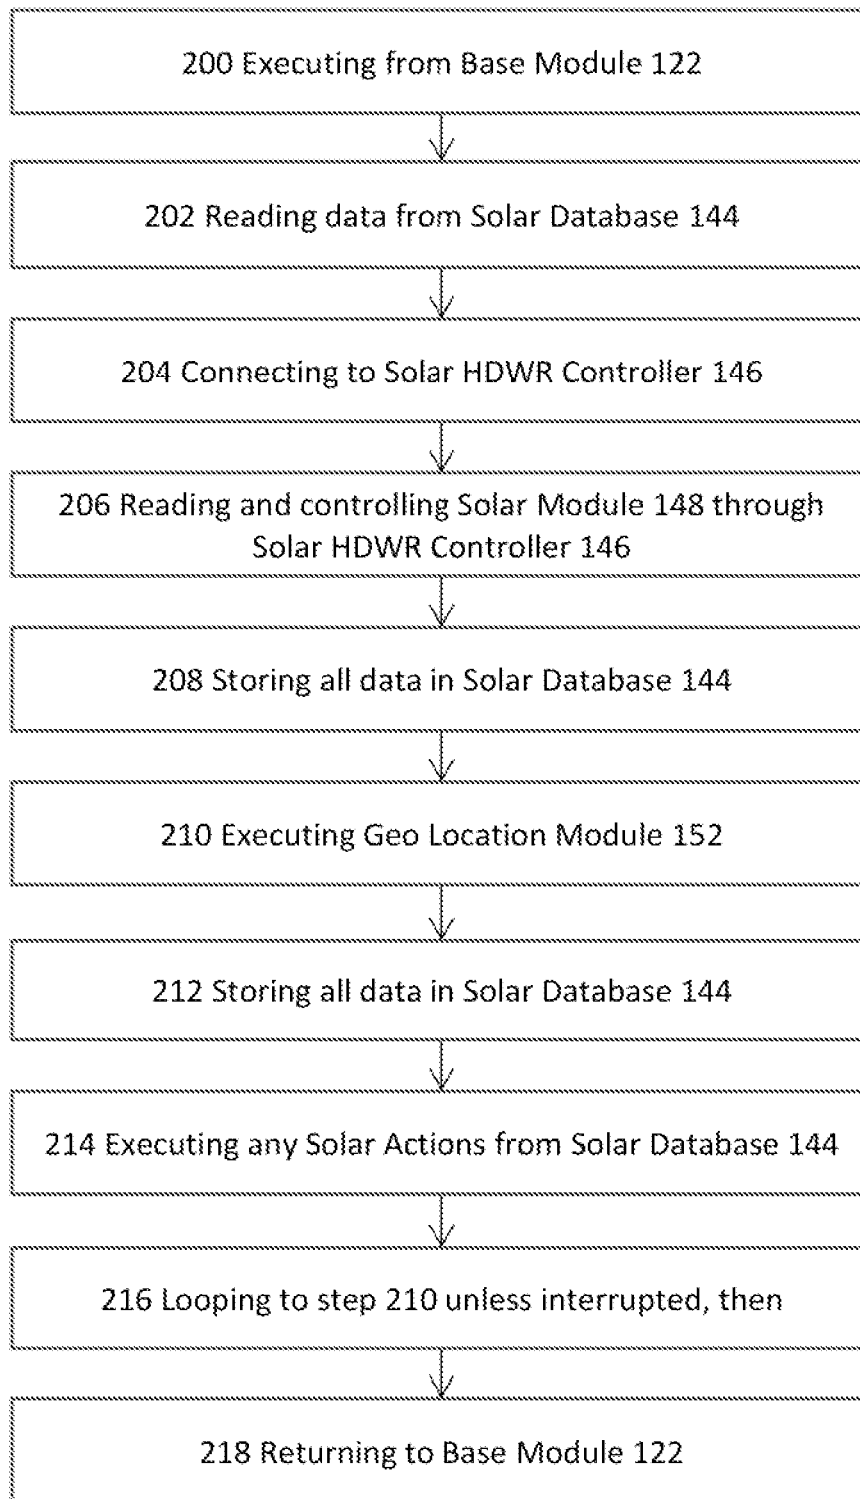 200 Executing from Base Module 122
202 Reading data from Solar Database 144
204 Connecting to Solar HDWR Controller 146
206 Reading and controlling Solar Module 148 through
Solar HDWR Controller 146
208 Storing all data in Solar Database 144
210 Executing Geo Location Module 152
212 Storing all data in Solar Database 144
214 Executing any Solar Actions from Solar Database 144
216 Looping to step 210 unless interrupted, then
218 Returning to Base Module 122